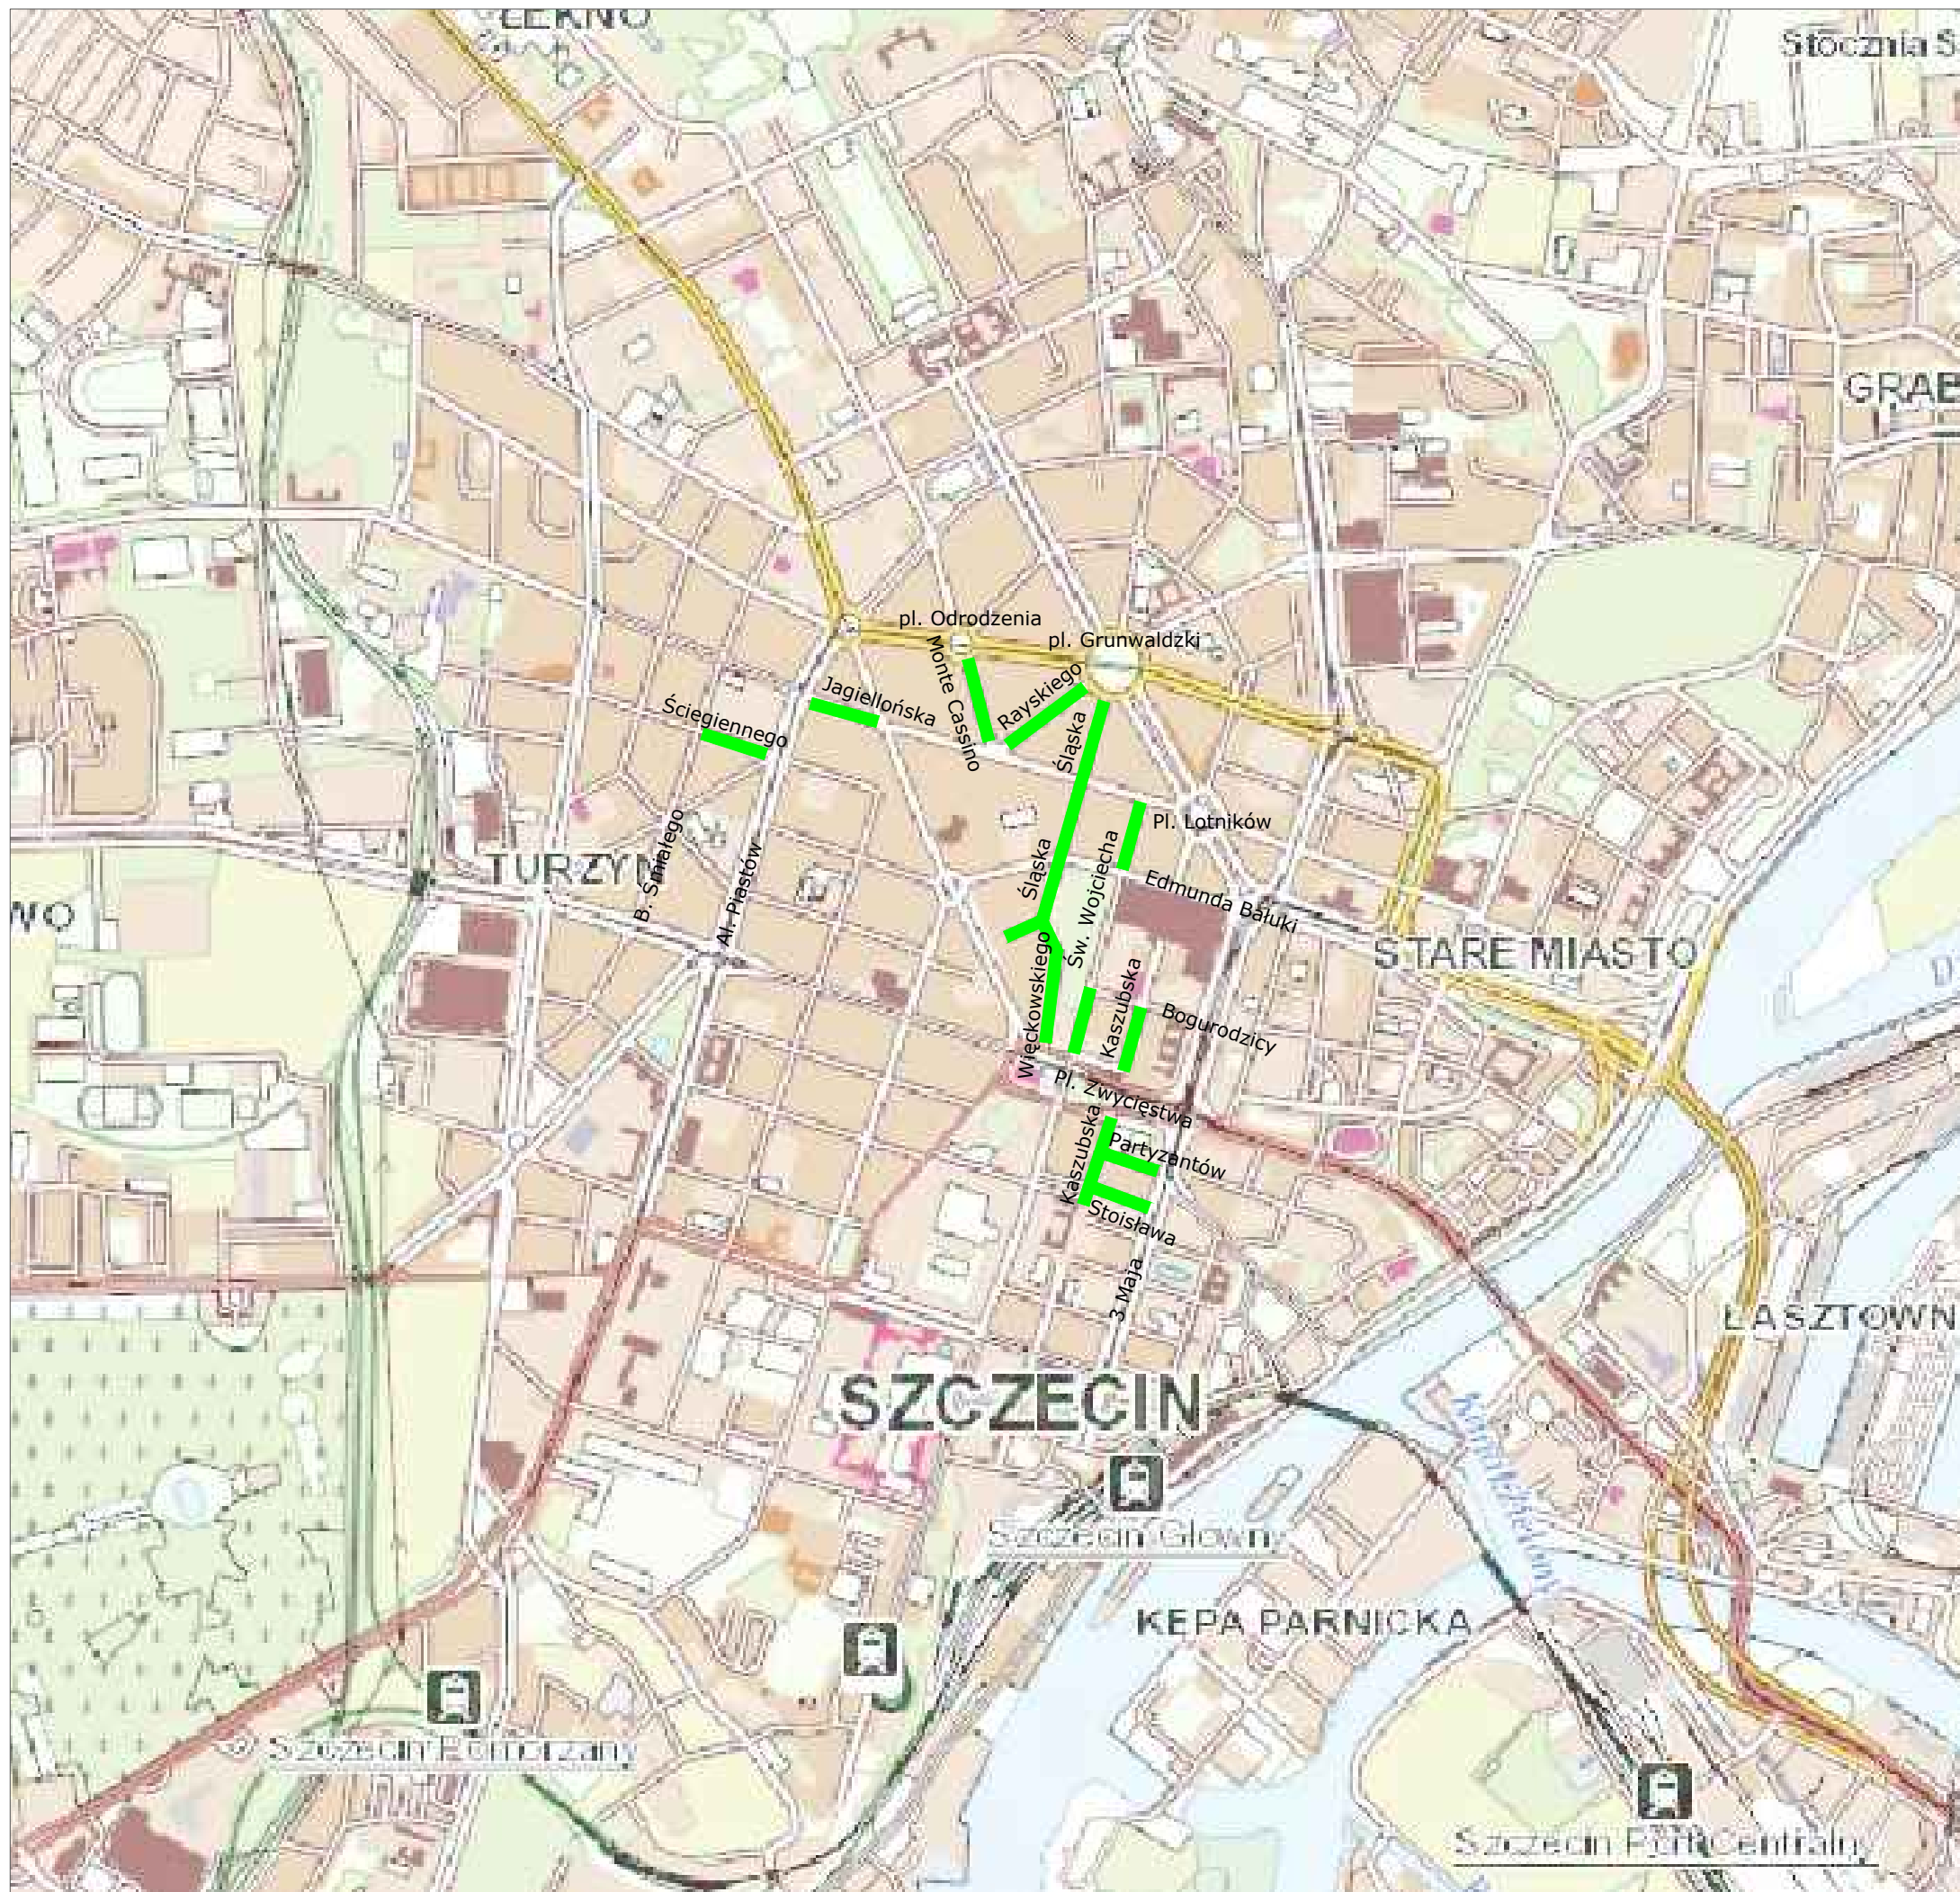 ŁEKNO
Stocznia S
GRAB
pl. Odrodzenia
pl. Grunwaldzki
Monte Cassino
Rayskiego
Jagiellońska
Ściegiennego
Śląska
Pl. Lotników
Śląska
Św. Wojciecha
Edmunda Bałuki
TURZYN
B. Śmiałego
Al. Piastów
WO
STARE MIASTO
D
Więckowskiego
Kaszubska
Bogurodzicy
Pl. Zwycięstwa
Kaszubska
Partyzantów
Stoisława
3 Maja
ŁASZTOWN
SZCZECIN
Szczecin Główny
KĘPA PARNICKA
Szczecin Pomorzany
Szczecin Port Centralny